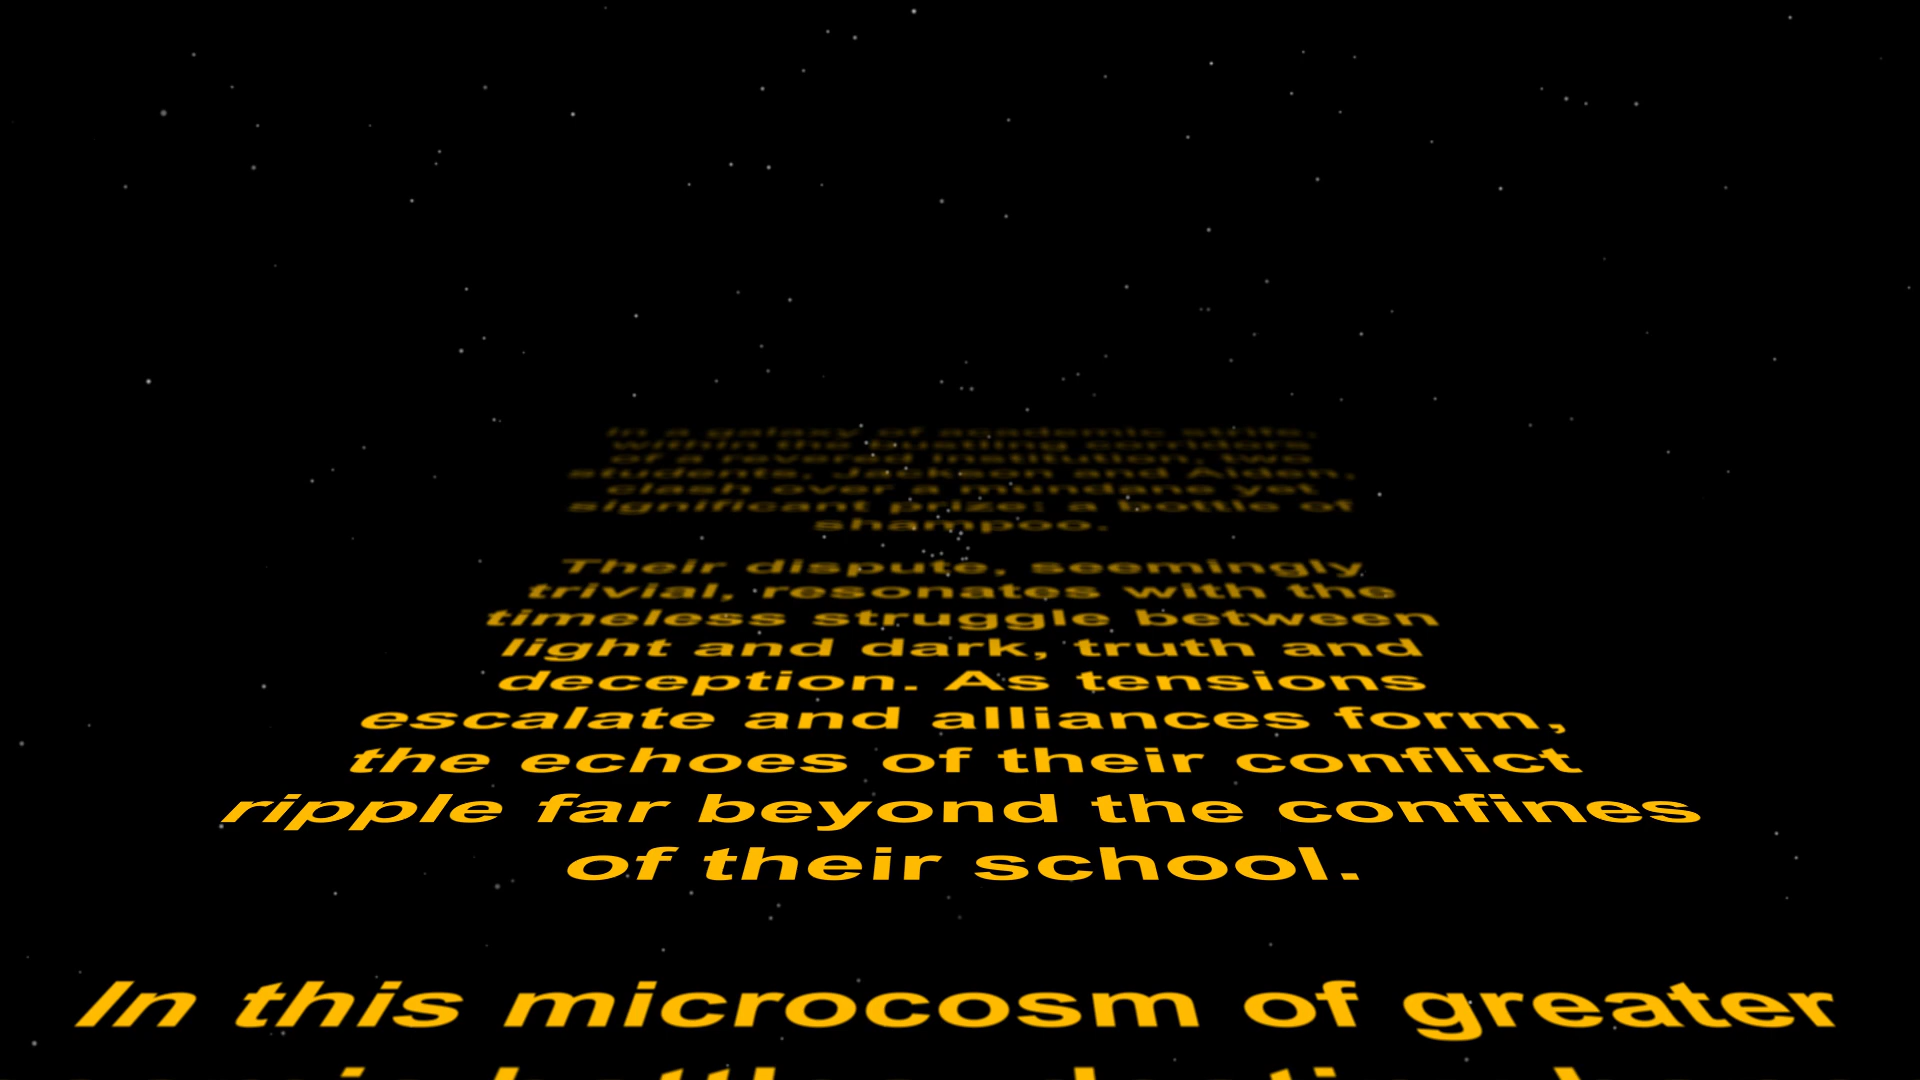 In a galaxy of academic strife,
within the bustling corridors
of a revered institution, two
students, Jackson and Aiden,
clash over a mundane yet
significant prize: a bottle of
shampoo.
Their dispute, seemingly
trivial, resonates with the
timeless struggle between
light and dark, truth and
deception. As tensions
escalate and alliances form,
the echoes of their conflict
ripple far beyond the confines
of their school.
In this microcosm of greater